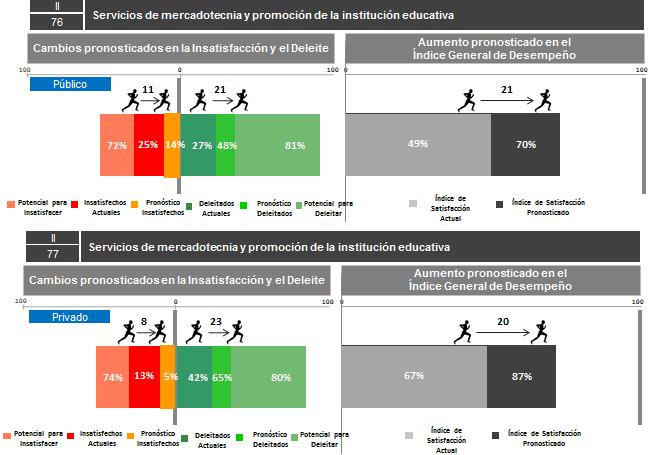 II
76
Servicios de mercadotecnia y promoción de la institución educativa
Cambios pronosticados en la Insatisfacción y el Deleite
Aumento pronosticado en el
Índice General de Desempeño
100 0 100
0 100
Público
11 21
21
72% 25% 14% 27% 48% 81%
49% 70%
Potencial para Insatisfacer
Insatisfechos Actuales
Pronóstico Insatisfechos
Deleitados Actuales
Pronóstico Deleitados
Potencial para Deleitar
Índice de Satisfacción Actual
Índice de Satisfacción Pronosticado
II
77
Servicios de mercadotecnia y promoción de la institución educativa
Cambios pronosticados en la Insatisfacción y el Deleite
Aumento pronosticado en el
Índice General de Desempeño
100 0 100
0 100
Privado
8 23
20
74% 13% 5% 42% 65% 80%
67% 87%
Potencial para Insatisfacer
Insatisfechos Actuales
Pronóstico Insatisfechos
Deleitados Actuales
Pronóstico Deleitados
Potencial para Deleitar
Índice de Satisfacción Actual
Índice de Satisfacción Pronosticado